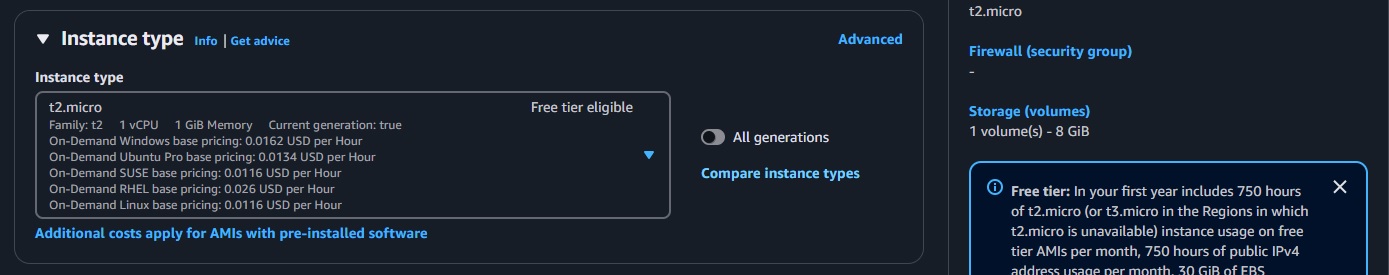 Instance type Info | Get advice
Advanced
Instance type
t2.micro
Free tier eligible
Family: t2 1 vCPU 1 GiB Memory Current generation: true
On-Demand Windows base pricing: 0.0162 USD per Hour
On-Demand Ubuntu Pro base pricing: 0.0134 USD per Hour
On-Demand SUSE base pricing: 0.0116 USD per Hour
On-Demand RHEL base pricing: 0.026 USD per Hour
On-Demand Linux base pricing: 0.0116 USD per Hour
All generations
Compare instance types
Additional costs apply for AMIs with pre-installed software
t2.micro
Firewall (security group)
-
Storage (volumes)
1 volume(s) - 8 GiB
Free tier: In your first year includes 750 hours
of t2.micro (or t3.micro in the Regions in which
t2.micro is unavailable) instance usage on free
tier AMIs per month, 750 hours of public IPv4
address usage per month, 30 GiB of EBS